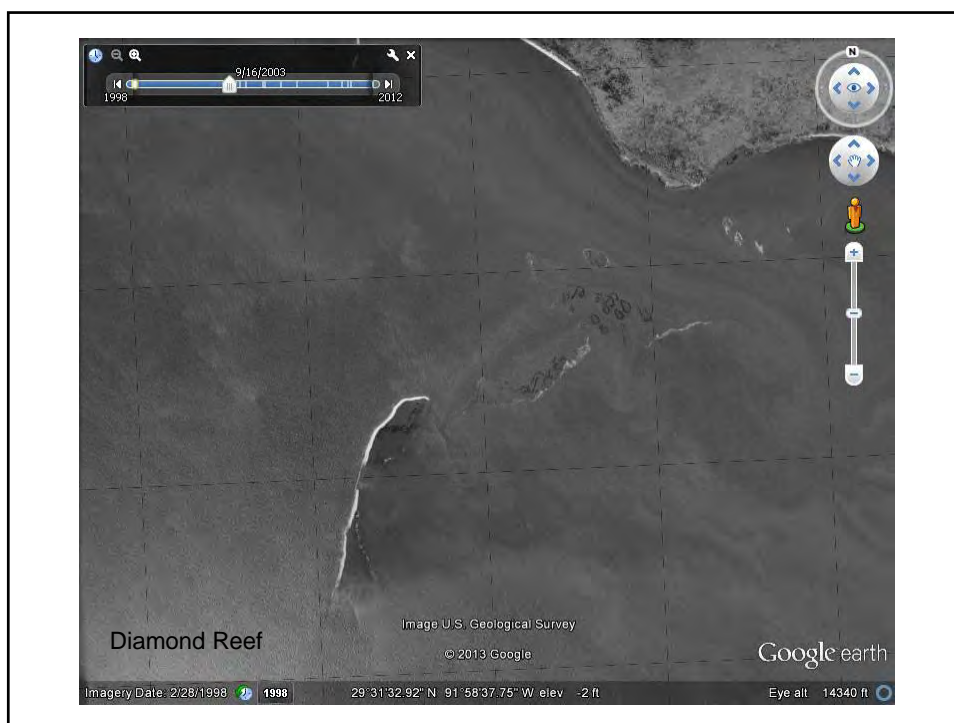 9/16/2003
1998 2012
N
Diamond Reef
Image U.S. Geological Survey
© 2013 Google
Google earth
Imagery Date: 2/28/1998 1998 29°31'32.92" N 91°58'37.75" W elev -2 ft Eye alt 14340 ft